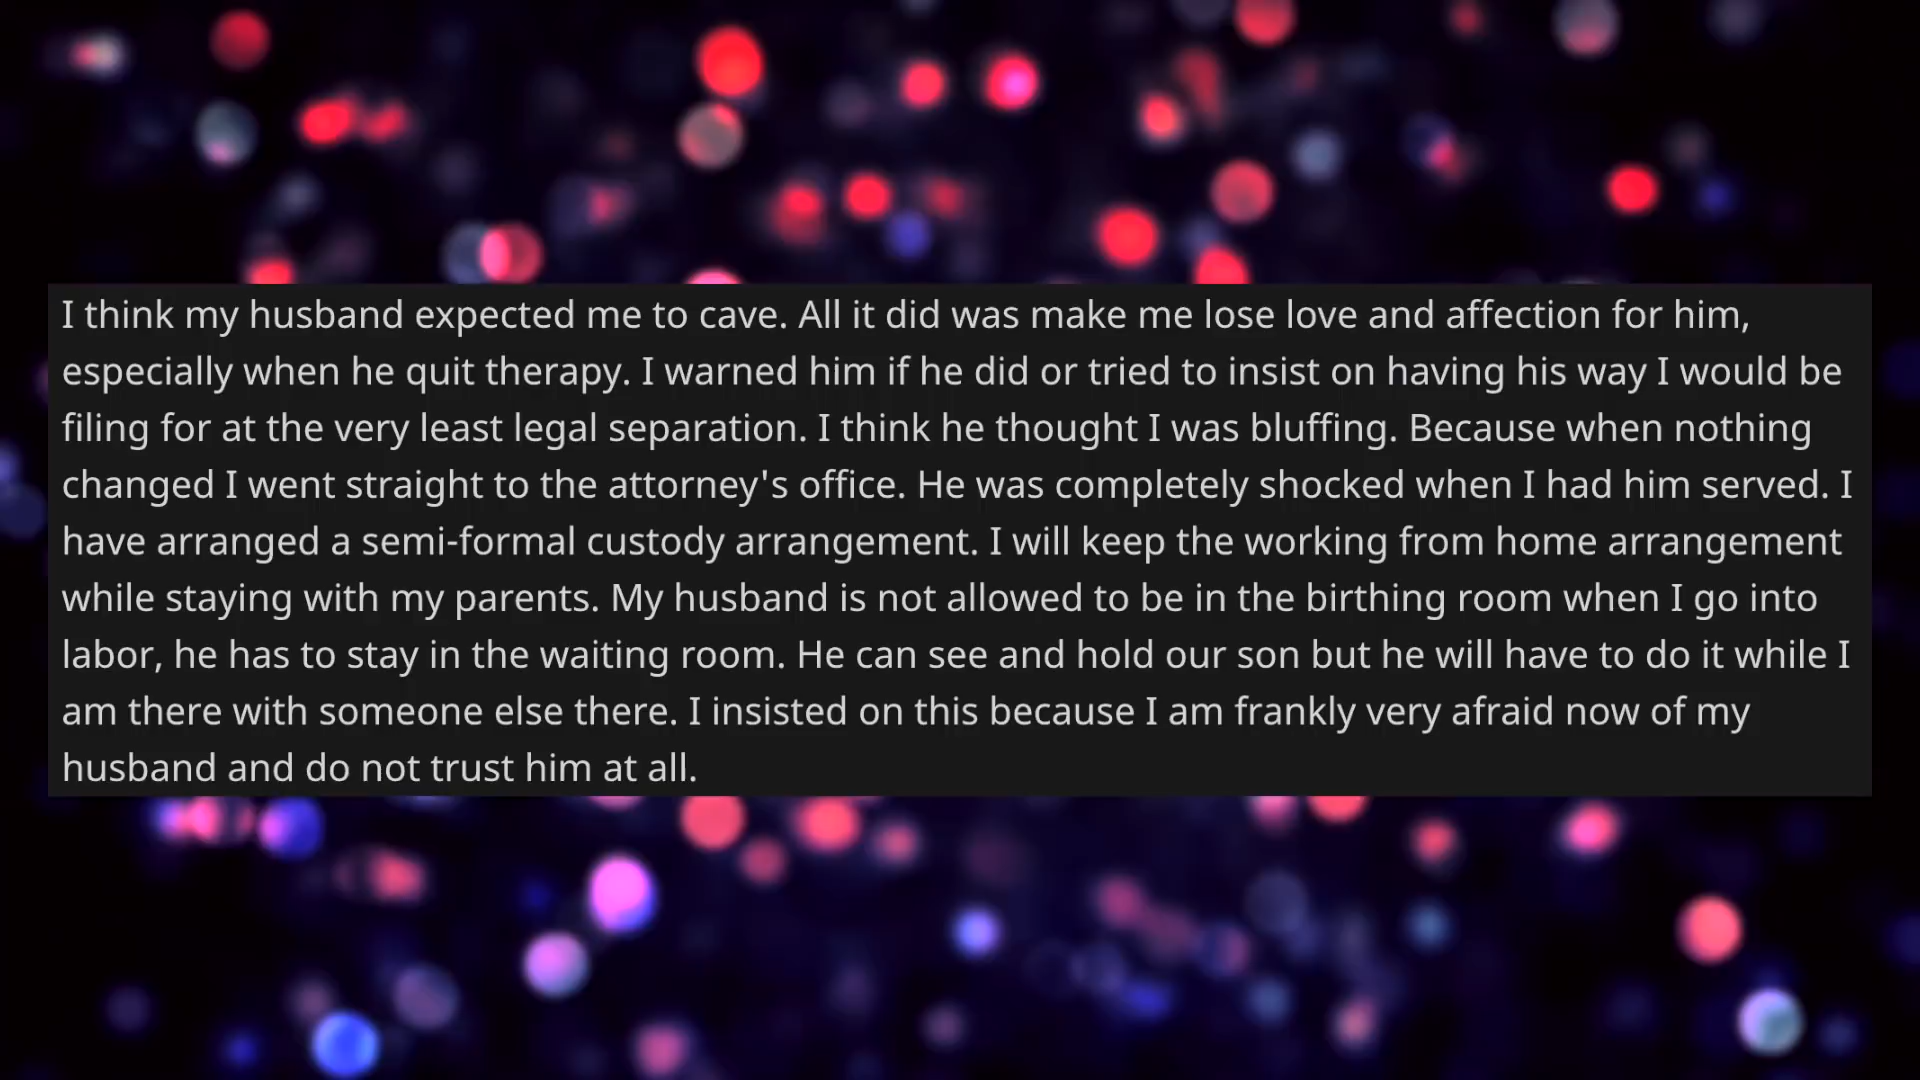 I think my husband expected me to cave. All it did was make me lose love and affection for him,
especially when he quit therapy. I warned him if he did or tried to insist on having his way I would be
filing for at the very least legal separation. I think he thought I was bluffing. Because when nothing
changed I went straight to the attorney's office. He was completely shocked when I had him served. I
have arranged a semi-formal custody arrangement. I will keep the working from home arrangement
while staying with my parents. My husband is not allowed to be in the birthing room when I go into
labor, he has to stay in the waiting room. He can see and hold our son but he will have to do it while I
am there with someone else there. I insisted on this because I am frankly very afraid now of my
husband and do not trust him at all.